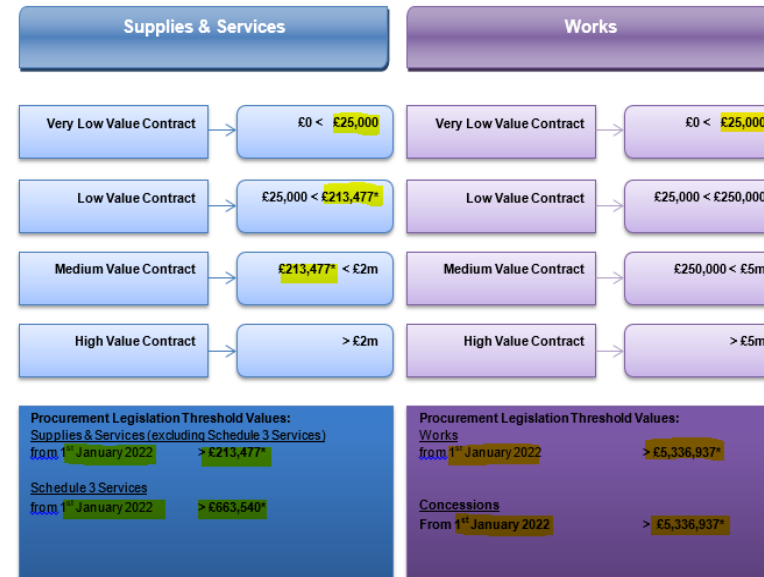 Supplies & Services
Works
Very Low Value Contract
£0 < £25,000
Very Low Value Contract
£0 < £25,000
Low Value Contract
£25,000 < £213,477*
Low Value Contract
£25,000 < £250,000
Medium Value Contract
£213,477* < £2m
Medium Value Contract
£250,000 < £5m
High Value Contract
> £2m
High Value Contract
> £5m
Procurement Legislation Threshold Values:
Supplies & Services (excluding Schedule 3 Services)
from 1st January 2022 > £213,477*
Schedule 3 Services
from 1st January 2022 > £663,540*
Procurement Legislation Threshold Values:
Works
from 1st January 2022 > £5,336,937*
Concessions
From 1st January 2022 > £5,336,937*